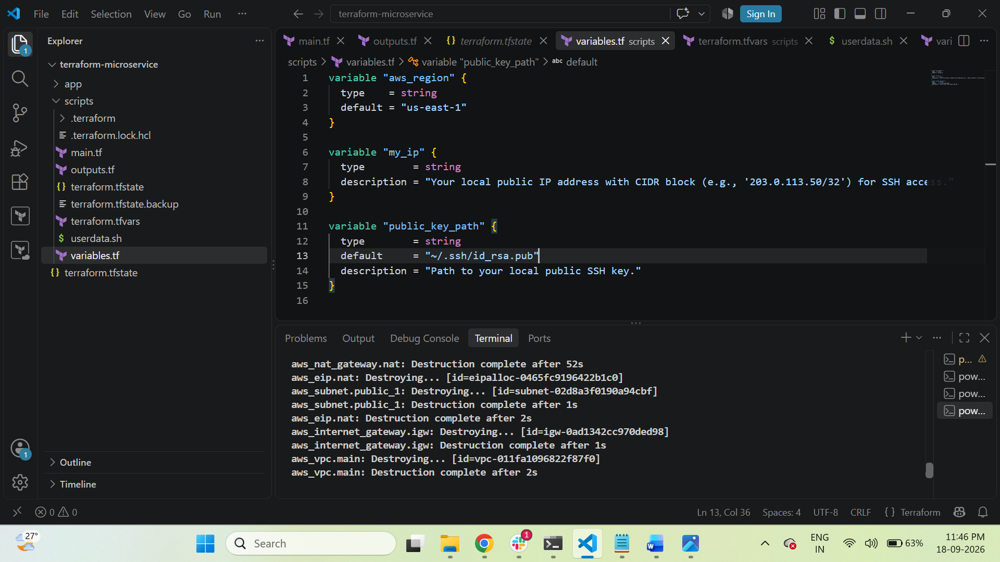 File Edit Selection View Go Run ···
terraform-microservice
Sign In
Explorer
1
terraform-microservice
app
scripts
.terraform
.terraform.lock.hcl
main.tf
outputs.tf
terraform.tfstate
terraform.tfstate.backup
terraform.tfvars
$ userdata.sh
variables.tf
terraform.tfstate
Outline
Timeline
1
main.tf outputs.tf terraform.tfstate variables.tf scripts terraform.tfvars scripts $ userdata.sh vari
scripts > variables.tf > variable "public_key_path" > abc default
1 variable "aws_region" {
2 type = string
3 default = "us-east-1"
4 }
5
6 variable "my_ip" {
7 type = string
8 description = "Your local public IP address with CIDR block (e.g., '203.0.113.50/32') for SSH access."
9 }
10
11 variable "public_key_path" {
12 type = string
13 default = "~/.ssh/id_rsa.pub"
14 description = "Path to your local public SSH key."
15 }
16
Problems Output Debug Console Terminal Ports
aws_nat_gateway.nat: Destruction complete after 52s
aws_eip.nat: Destroying... [id=eipalloc-0465fc9196422b1c0]
aws_subnet.public_1: Destroying... [id=subnet-02d8a3f0190a94cbf]
aws_subnet.public_1: Destruction complete after 1s
aws_eip.nat: Destruction complete after 2s
aws_internet_gateway.igw: Destroying... [id=igw-0ad1342cc970ded98]
aws_internet_gateway.igw: Destruction complete after 1s
aws_vpc.main: Destroying... [id=vpc-011fa1096822f87f0]
aws_vpc.main: Destruction complete after 2s
p...
pow...
pow...
pow...
0 0
Ln 13, Col 36 Spaces: 4 UTF-8 CRLF { } Terraform
27°
Search
1
ENG
IN
63%
11:46 PM
18-09-2026